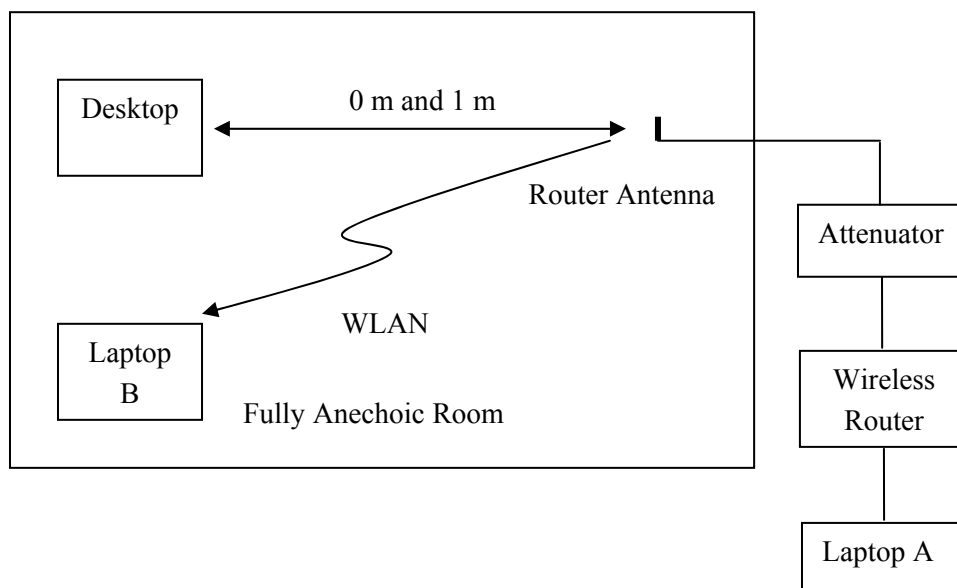 Desktop
0 m and 1 m
Router Antenna
Attenuator
WLAN
Laptop
B
Wireless
Router
Fully Anechoic Room
Laptop A